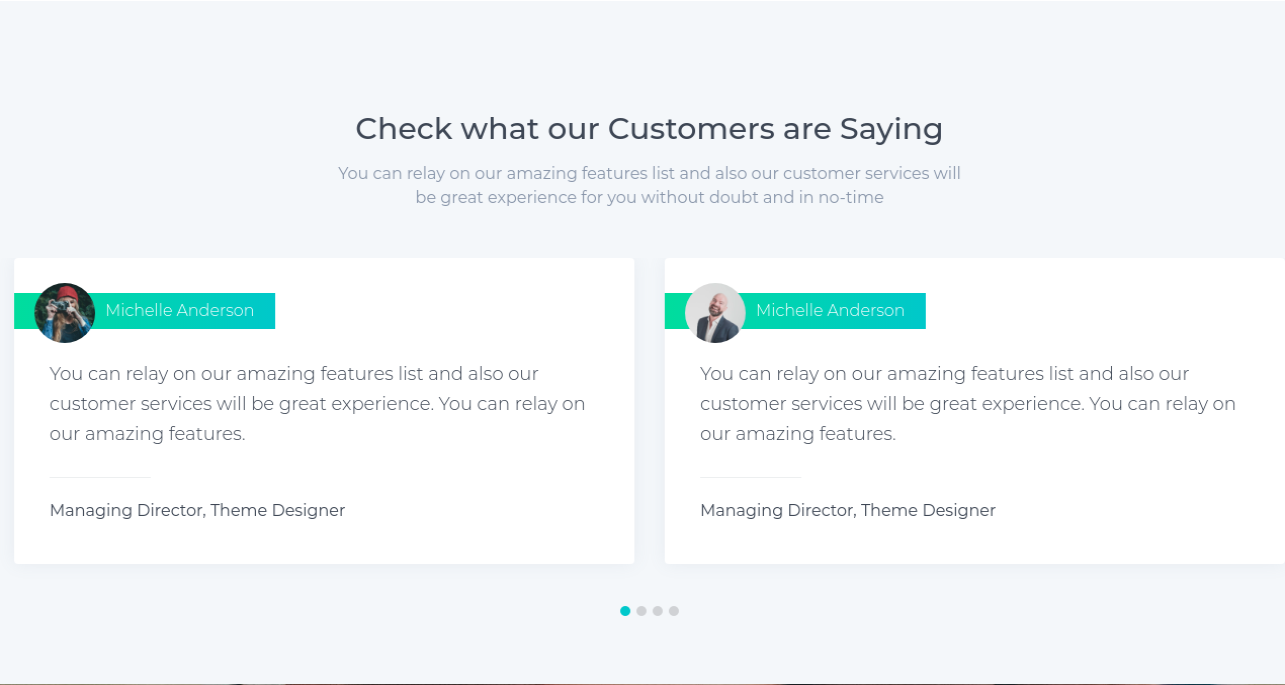 Check what our Customers are Saying
You can relay on our amazing features list and also our customer services will
be great experience for you without doubt and in no-time
Michelle Anderson
You can relay on our amazing features list and also our
customer services will be great experience. You can relay on
our amazing features.
Managing Director, Theme Designer
Michelle Anderson
You can relay on our amazing features list and also our
customer services will be great experience. You can relay on
our amazing features.
Managing Director, Theme Designer